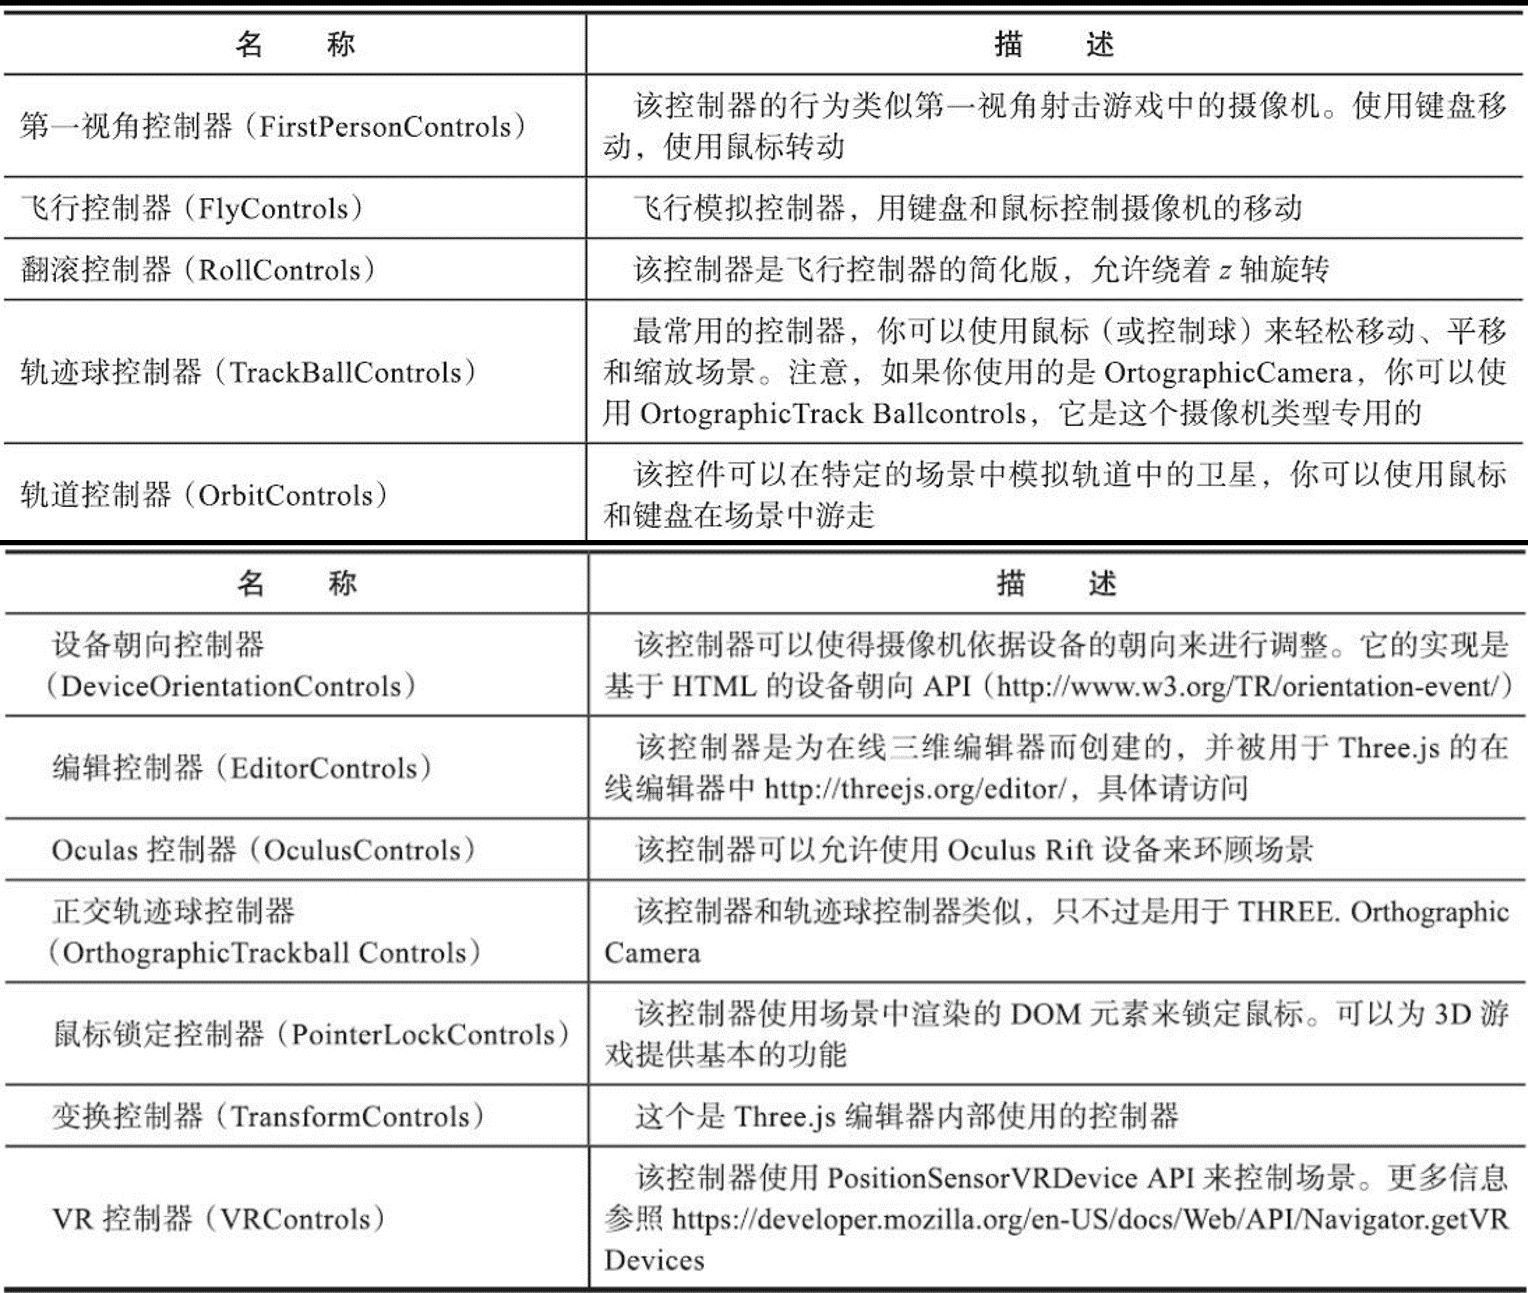 名 称
描 述
第一视角控制器（FirstPersonControls）
该控制器的行为类似第一视角射击游戏中的摄像机。使用键盘移
动，使用鼠标转动
飞行控制器（FlyControls）
飞行模拟控制器，用键盘和鼠标控制摄像机的移动
翻滚控制器（RollControls）
该控制器是飞行控制器的简化版，允许绕着 z 轴旋转
轨迹球控制器（TrackBallControls）
最常用的控制器，你可以使用鼠标（或控制球）来轻松移动、平移
和缩放场景。注意，如果你使用的是 OrtographicCamera，你可以使
用 OrtographicTrack Ballcontrols，它是这个摄像机类型专用的
轨道控制器（OrbitControls）
该控件可以在特定的场景中模拟轨道中的卫星，你可以使用鼠标
和键盘在场景中游走
名 称
描 述
设备朝向控制器
（DeviceOrientationControls）
该控制器可以使得摄像机依据设备的朝向来进行调整。它的实现是
基于 HTML 的设备朝向 API（http://www.w3.org/TR/orientation-event/）
编辑控制器（EditorControls）
该控制器是为在线三维编辑器而创建的，并被用于 Three.js 的在
线编辑器中 http://threejs.org/editor/，具体请访问
Oculas 控制器（OculusControls）
该控制器可以允许使用 Oculus Rift 设备来环顾场景
正交轨迹球控制器
（OrthographicTrackball Controls）
该控制器和轨迹球控制器类似，只不过是用于 THREE. Orthographic
Camera
鼠标锁定控制器（PointerLockControls）
该控制器使用场景中渲染的 DOM 元素来锁定鼠标。可以为 3D 游
戏提供基本的功能
变换控制器（TransformControls）
这个是 Three.js 编辑器内部使用的控制器
VR 控制器（VRControls）
该控制器使用 PositionSensorVRDevice API 来控制场景。更多信息
参照 https://developer.mozilla.org/en-US/docs/Web/API/Navigator.getVR
Devices